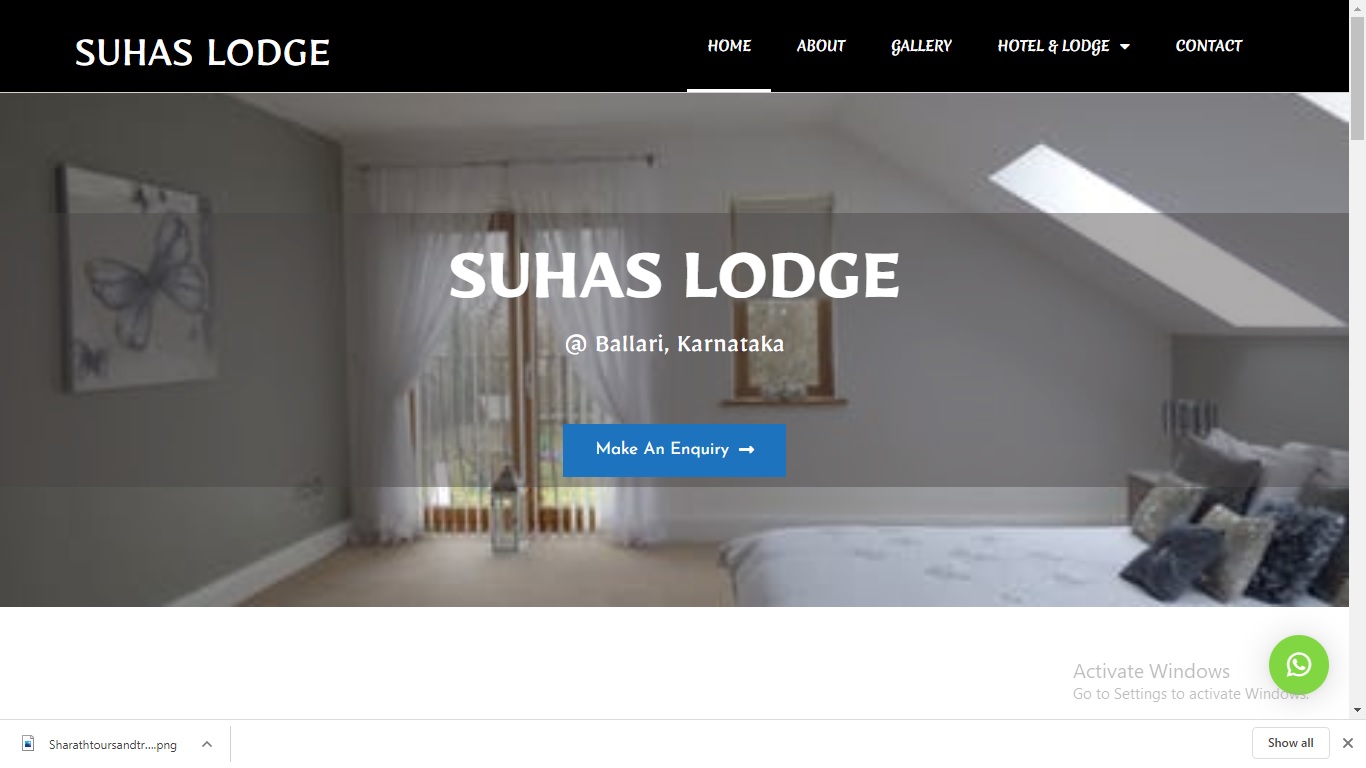 SUHAS LODGE
HOME ABOUT GALLERY HOTEL & LODGE CONTACT
SUHAS LODGE
@ Ballari, Karnataka
Make An Enquiry →
Activate Windows
Go to Settings to activate Windows.
Sharathtoursandtr....png
Show all